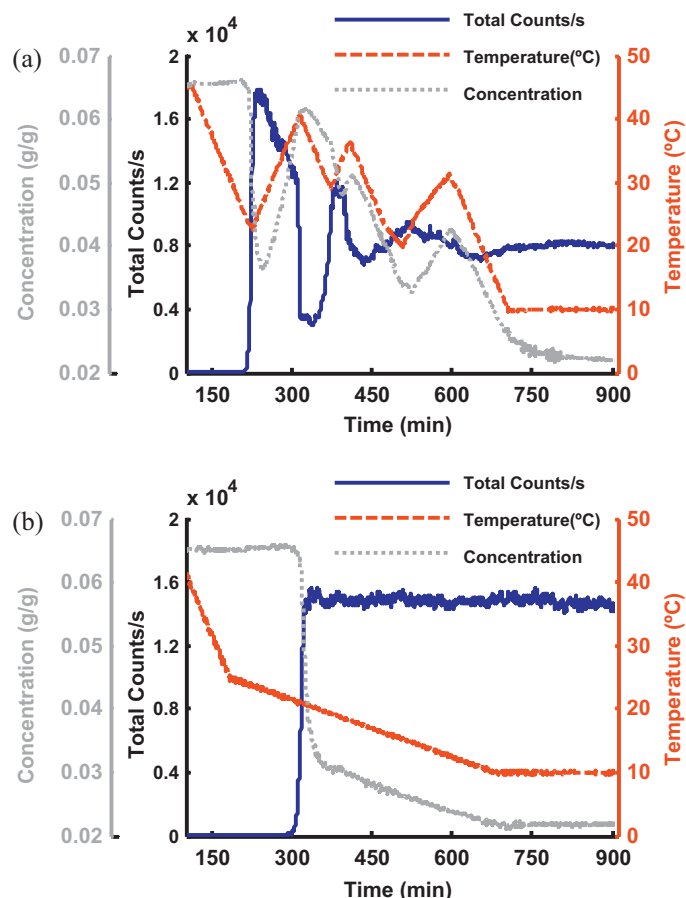 (a)
x 10^4
Total Counts/s
Temperature(ºC)
Concentration
Concentration (g/g)
0.07
0.06
0.05
0.04
0.03
0.02
Total Counts/s
2
1.6
1.2
0.8
0.4
0
Temperature (ºC)
50
40
30
20
10
0
150 300 450 600 750 900
Time (min)
(b)
x 10^4
Total Counts/s
Temperature(ºC)
Concentration
Concentration (g/g)
0.07
0.06
0.05
0.04
0.03
0.02
Total Counts/s
2
1.6
1.2
0.8
0.4
0
Temperature (ºC)
50
40
30
20
10
0
150 300 450 600 750 900
Time (min)